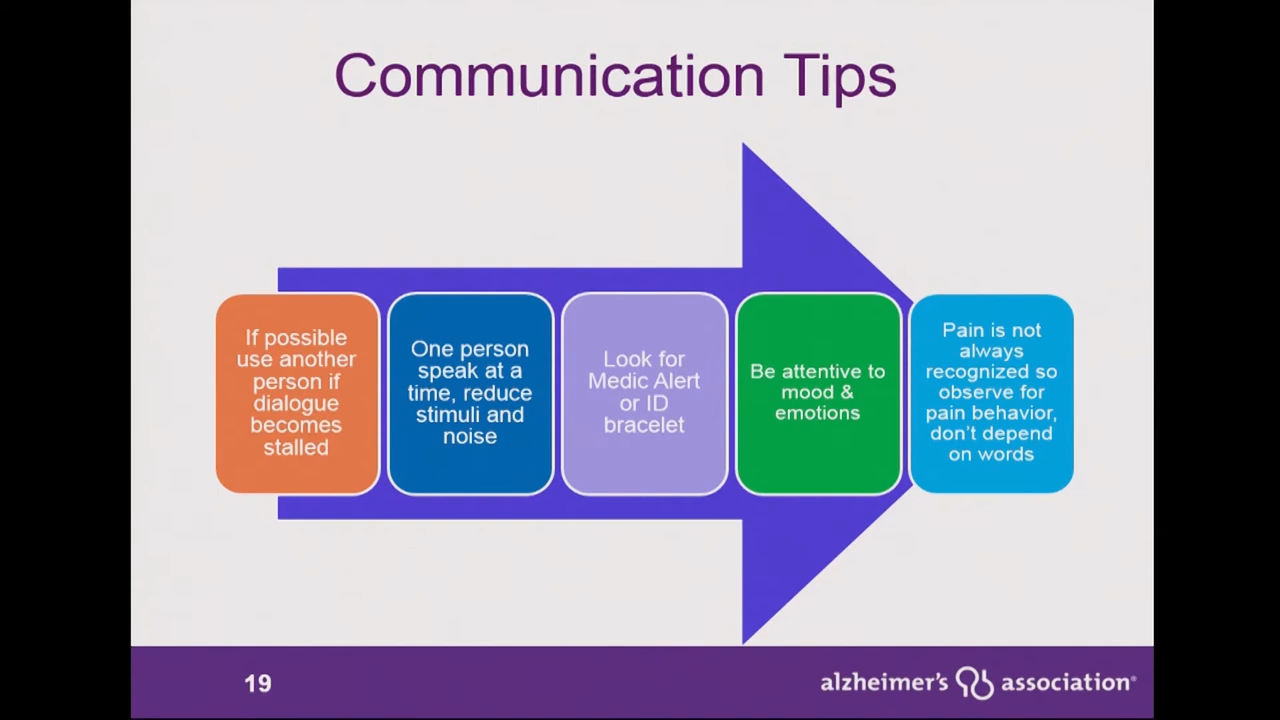 Communication Tips
If possible
use another
person if
dialogue
becomes
stalled
One person
speak at a
time, reduce
stimuli and
noise
Look for
Medic Alert
or ID
bracelet
Be attentive to
mood &
emotions
Pain is not
always
recognized so
observe for
pain behavior,
don't depend
on words
19
alzheimer's association®